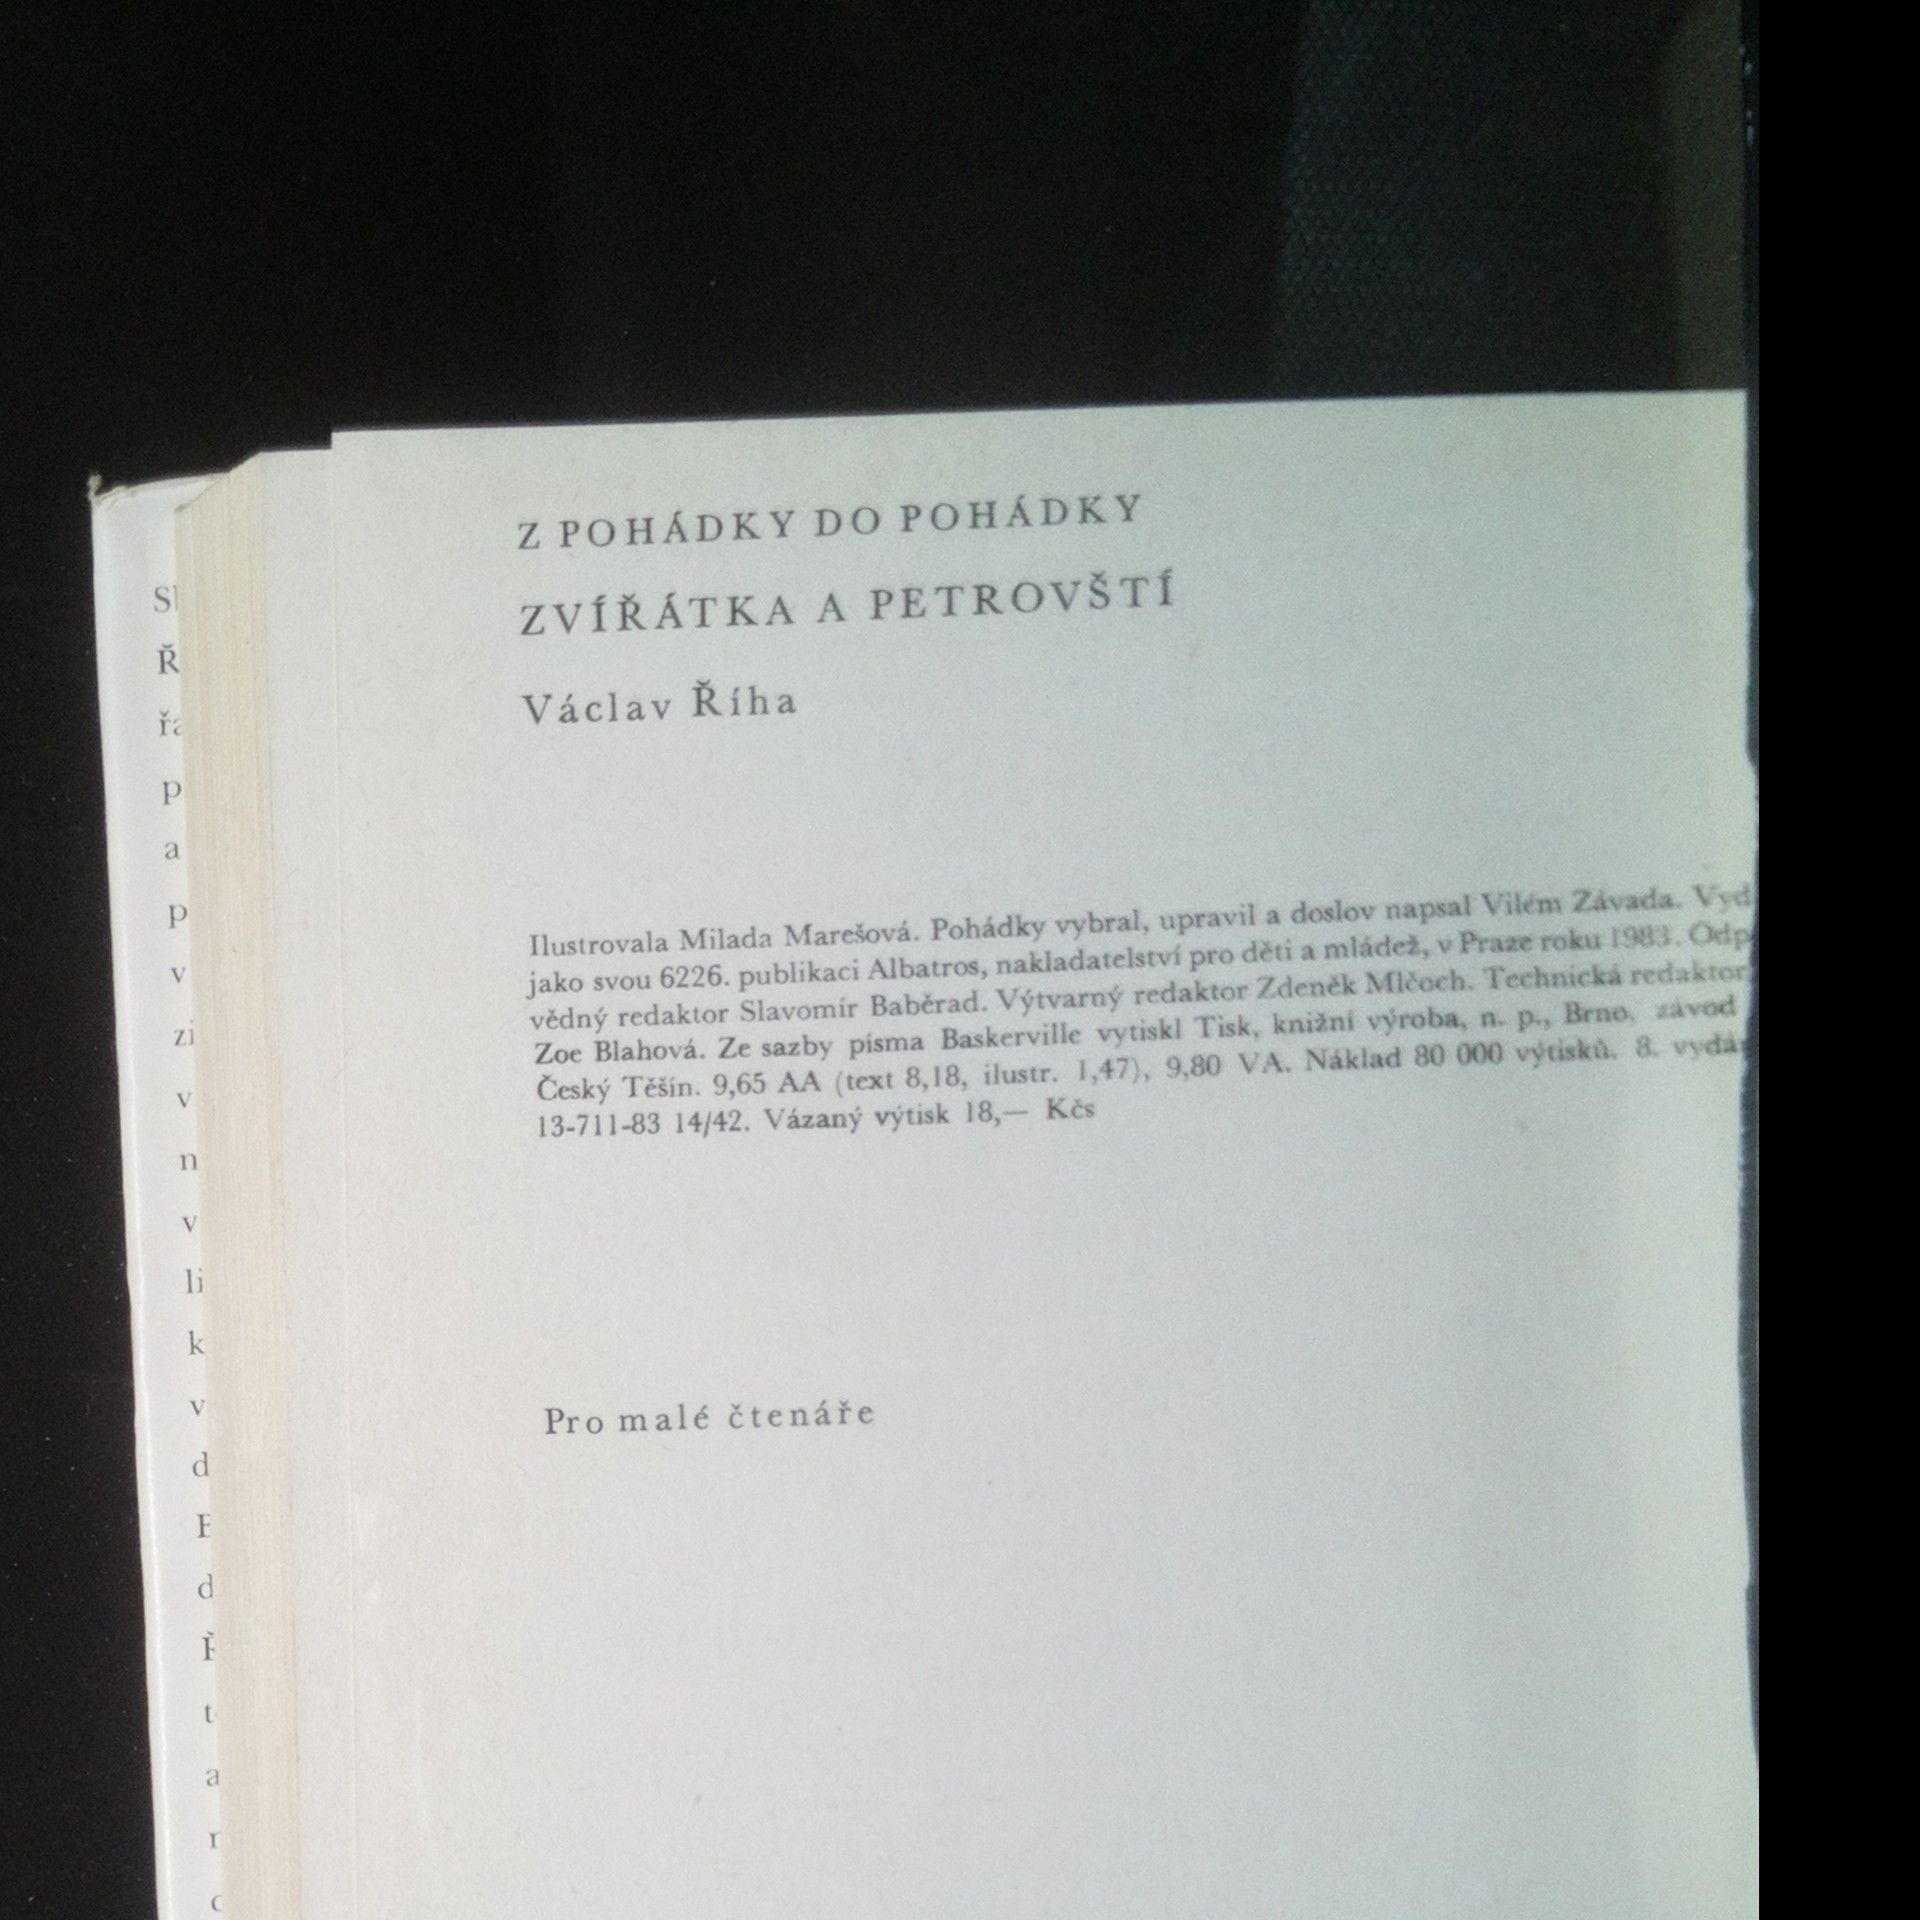 Z POHÁDKY DO POHÁDKY
ZVÍŘÁTKA A PETROVŠTÍ
Václav Říha
Ilustrovala Milada Marešová. Pohádky vybral, upravil a doslov napsal Vilém Závada. Vyd
jako svou 6226. publikaci Albatros, nakladatelství pro děti a mládež, v Praze roku 1983. Odp
vědný redaktor Slavomír Baběrad. Výtvarný redaktor Zdeněk Mlčoch. Technická redaktor
Zoe Blahová. Ze sazby písma Baskerville vytiskl Tisk, knižní výroba, n. p., Brno, závod
Český Těšín. 9,65 AA (text 8,18, ilustr. 1,47), 9,80 VA. Náklad 80 000 výtisků. 8. vydá
13-711-83 14/42. Vázaný výtisk 18,— Kčs
Pro malé čtenáře